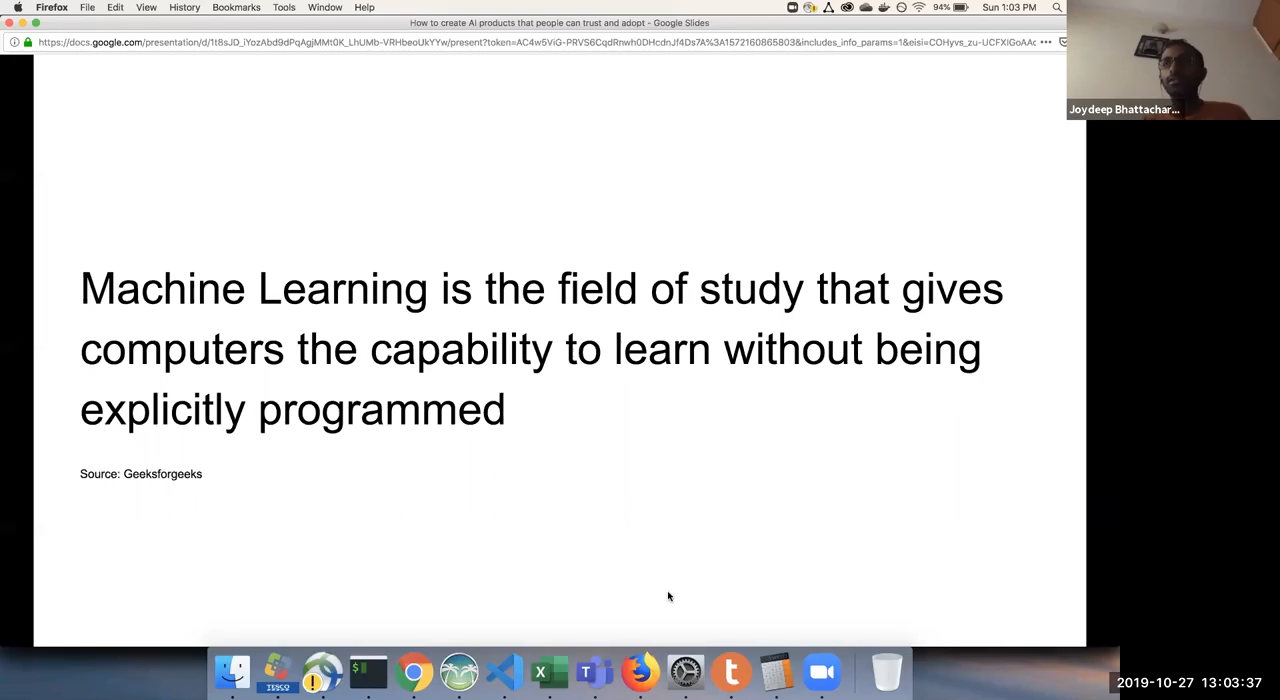 Firefox File Edit View History Bookmarks Tools Window Help 94% Sun 1:03 PM
How to create AI products that people can trust and adopt - Google Slides
Joydeep Bhattachar...
Machine Learning is the field of study that gives
computers the capability to learn without being
explicitly programmed
Source: Geeksforgeeks
TESCO
2019-10-27 13:03:37